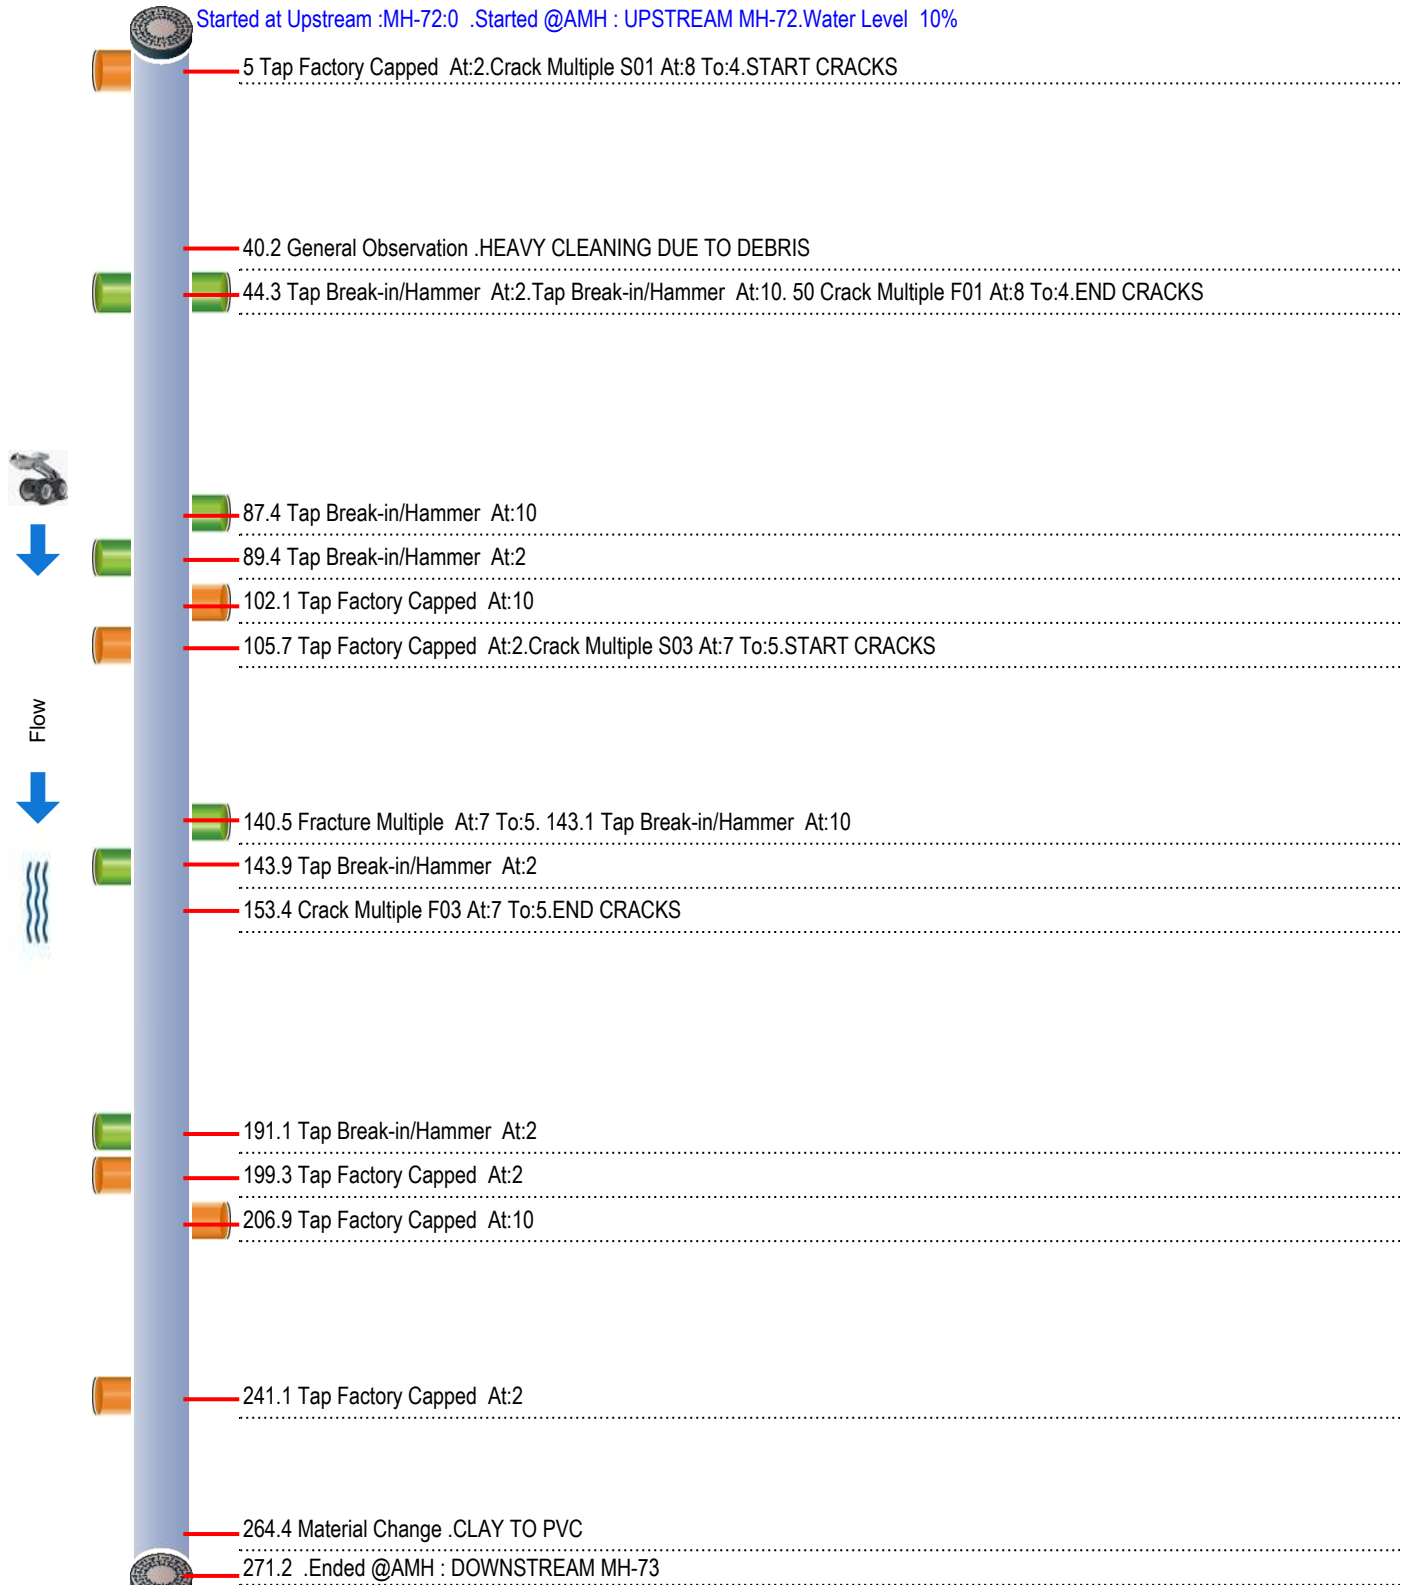 Started at Upstream :MH-72:0 .Started @AMH : UPSTREAM MH-72.Water Level 10%
5 Tap Factory Capped At:2.Crack Multiple S01 At:8 To:4.START CRACKS
40.2 General Observation .HEAVY CLEANING DUE TO DEBRIS
44.3 Tap Break-in/Hammer At:2.Tap Break-in/Hammer At:10. 50 Crack Multiple F01 At:8 To:4.END CRACKS
87.4 Tap Break-in/Hammer At:10
89.4 Tap Break-in/Hammer At:2
102.1 Tap Factory Capped At:10
105.7 Tap Factory Capped At:2.Crack Multiple S03 At:7 To:5.START CRACKS
Flow
140.5 Fracture Multiple At:7 To:5. 143.1 Tap Break-in/Hammer At:10
143.9 Tap Break-in/Hammer At:2
153.4 Crack Multiple F03 At:7 To:5.END CRACKS
191.1 Tap Break-in/Hammer At:2
199.3 Tap Factory Capped At:2
206.9 Tap Factory Capped At:10
241.1 Tap Factory Capped At:2
264.4 Material Change .CLAY TO PVC
271.2 .Ended @AMH : DOWNSTREAM MH-73